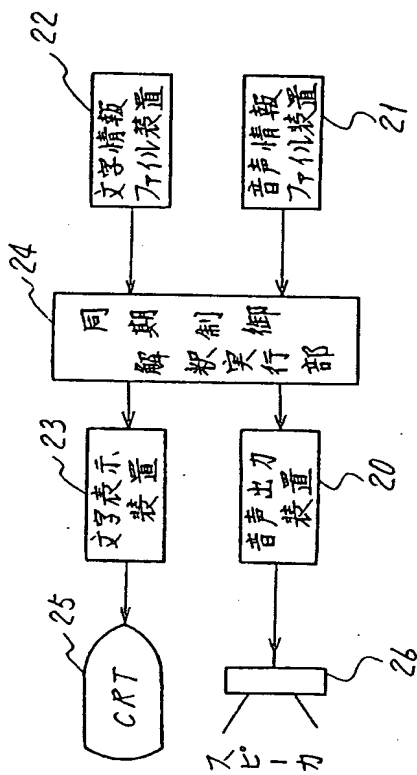 22
文字情報
ファイル装置
音声情報
ファイル装置
21
24
同期制御
解釈実行部
23
文字表示
装置
音声出力
装置
20
25
CRT
スピーカ
26